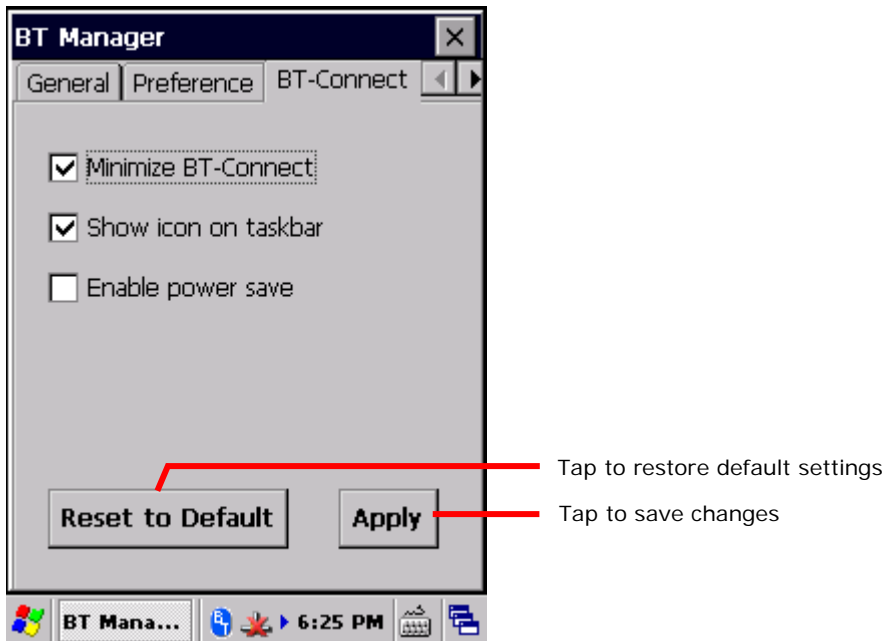 BT Manager
General Preference BT-Connect
Minimize BT-Connect
Show icon on taskbar
Enable power save
Tap to restore default settings
Reset to Default Apply Tap to save changes
BT Mana... 6:25 PM